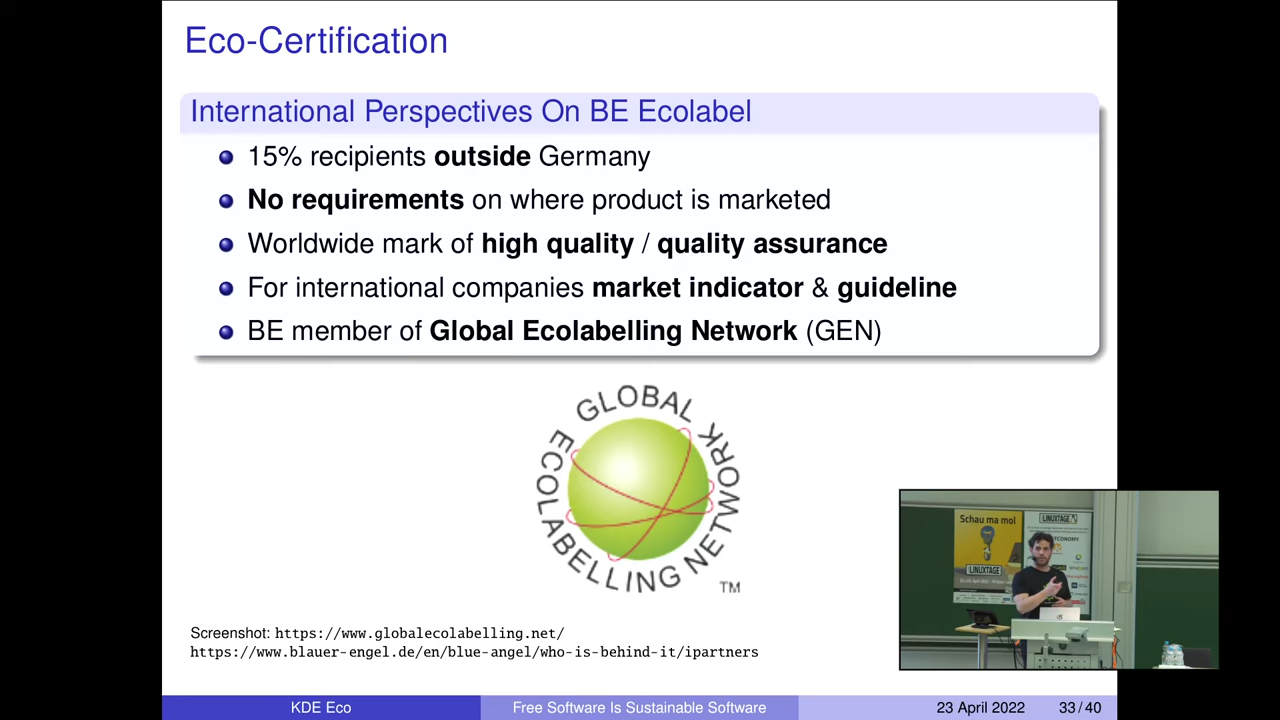 Eco-Certification
International Perspectives On BE Ecolabel
15% recipients outside Germany
No requirements on where product is marketed
Worldwide mark of high quality / quality assurance
For international companies market indicator & guideline
BE member of Global Ecolabelling Network (GEN)
GLOBAL
ECOLABELLING NETWORK
TM
Schau ma mol
LINUXTAGE
LINUXTAGE
Screenshot: https://www.globalecolabelling.net/
https://www.blauer-engel.de/en/blue-angel/who-is-behind-it/ipartners
KDE Eco
Free Software Is Sustainable Software
23 April 2022
33 / 40